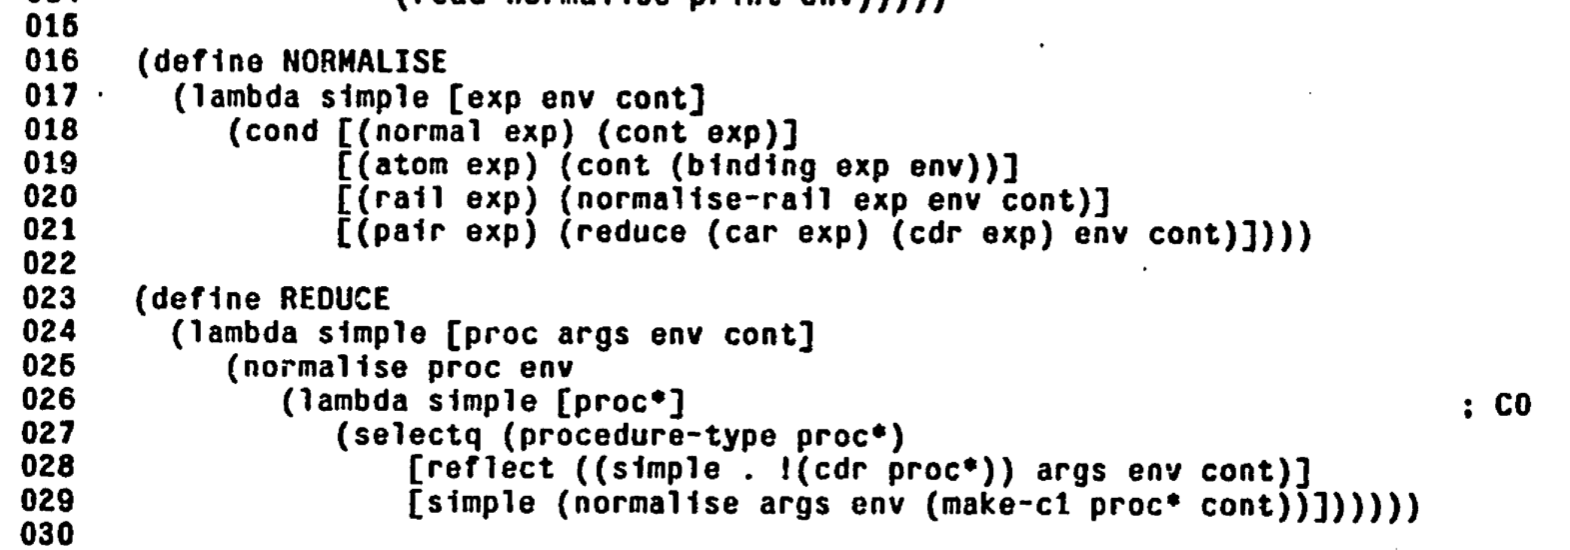 (read normalise print env)))))
015
016 (define NORMALISE
017 (lambda simple [exp env cont]
018 (cond [(normal exp) (cont exp)]
019 [(atom exp) (cont (binding exp env))]
020 [(rail exp) (normalise-rail exp env cont)]
021 [(pair exp) (reduce (car exp) (cdr exp) env cont)])))
022
023 (define REDUCE
024 (lambda simple [proc args env cont]
025 (normalise proc env
026 (lambda simple [proc*] ; C0
027 (selectq (procedure-type proc*)
028 [reflect ((simple . !(cdr proc*)) args env cont)]
029 [simple (normalise args env (make-c1 proc* cont))])))))
030